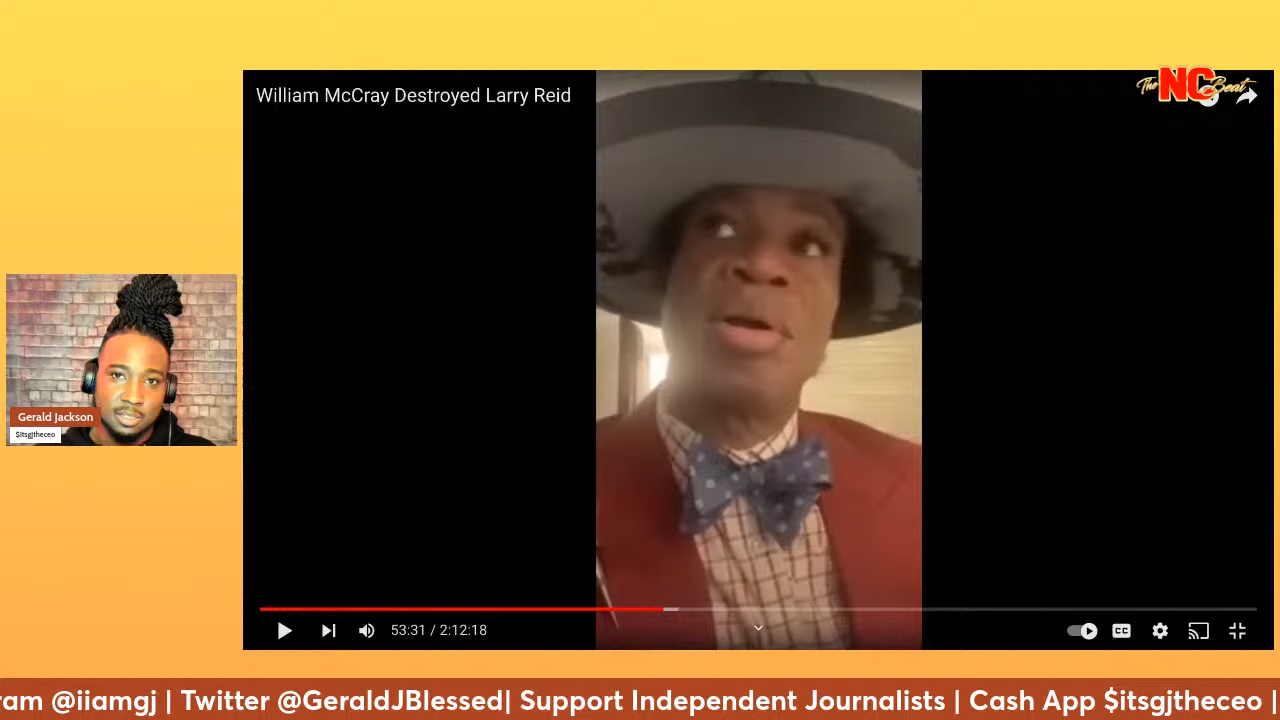 William McCray Destroyed Larry Reid
The NC Beat
Gerald Jackson
$itsgjtheceo
53:31 / 2:12:18
CC
ram @iiamgj | Twitter @GeraldJBlessed| Support Independent Journalists | Cash App $itsgjtheceo |